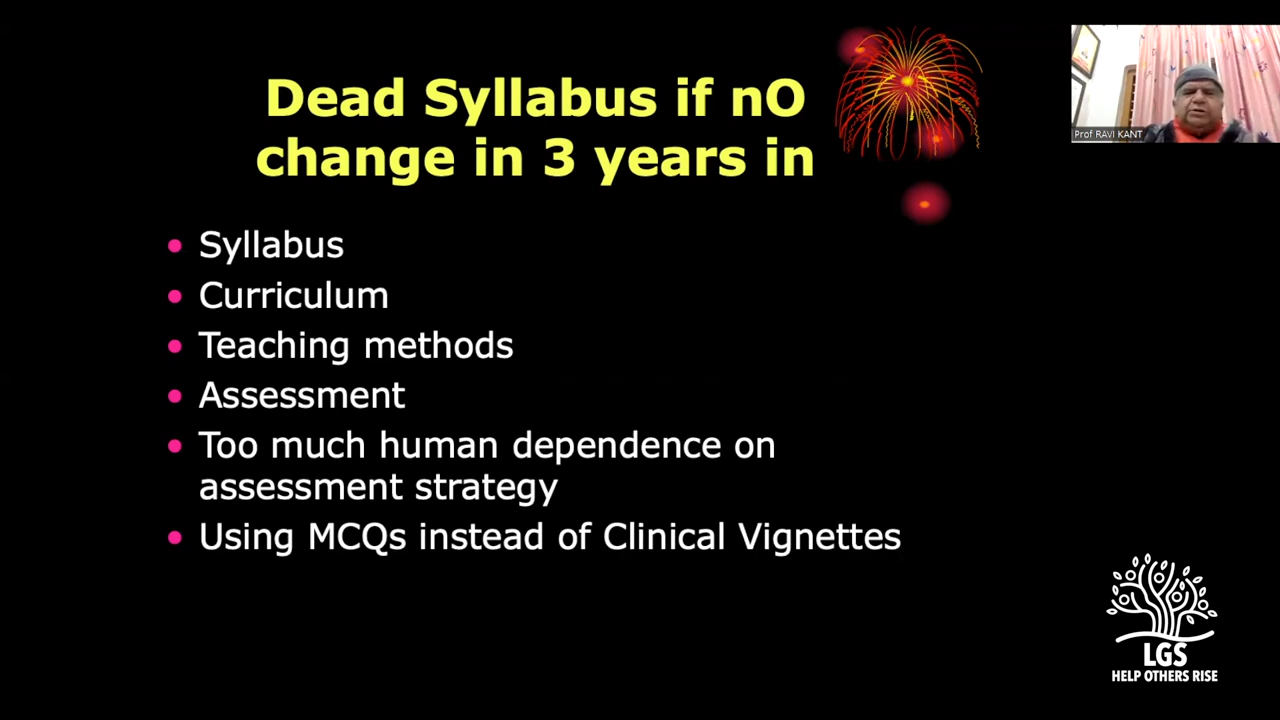 Dead Syllabus if nO
change in 3 years in
Prof RAVI KANT
• Syllabus
• Curriculum
• Teaching methods
• Assessment
• Too much human dependence on
assessment strategy
• Using MCQs instead of Clinical Vignettes
LGS
HELP OTHERS RISE